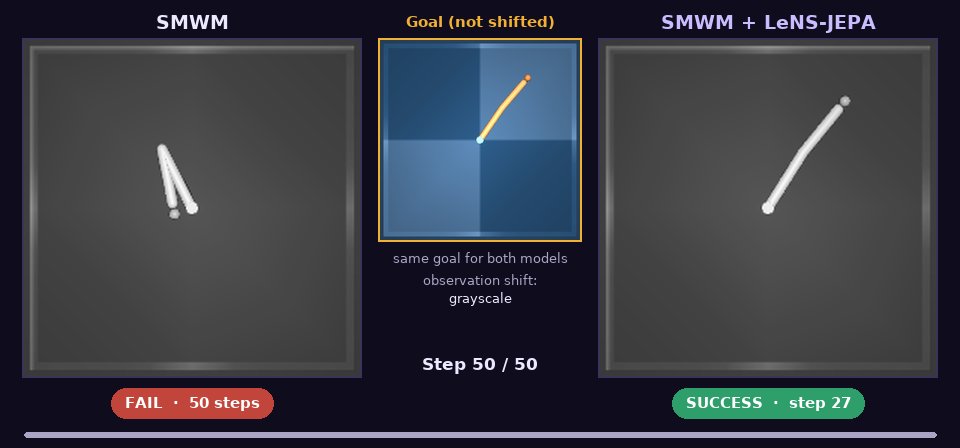 SMWM
Goal (not shifted)
SMWM + LeNS-JEPA
same goal for both models
observation shift:
grayscale
Step 50 / 50
FAIL · 50 steps
SUCCESS · step 27